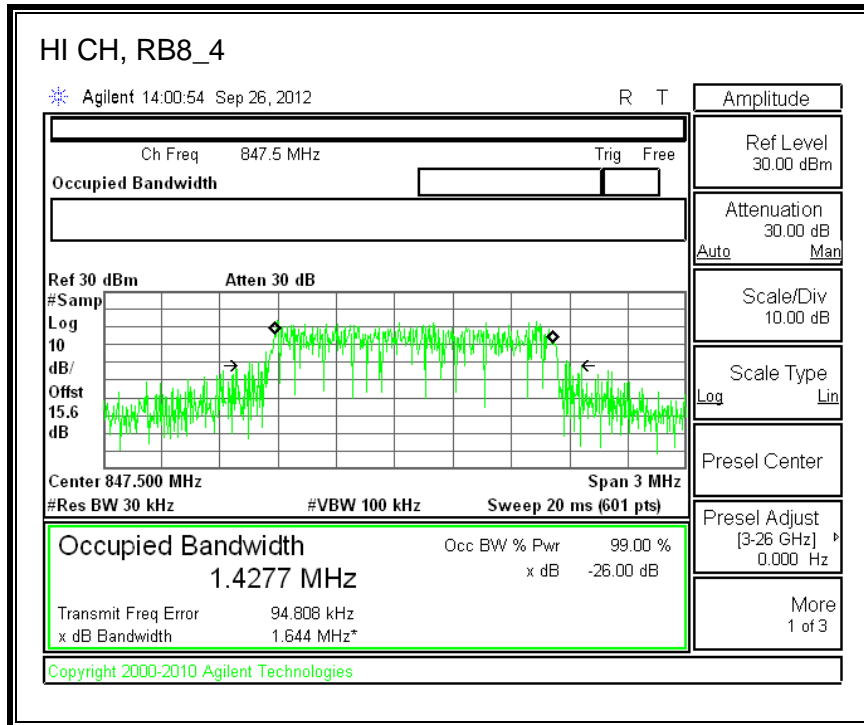 HI CH, RB8_4
Agilent 14:00:54 Sep 26, 2012 R T
Ch Freq 847.5 MHz Trig Free
Occupied Bandwidth
Ref 30 dBm Atten 30 dB
#Samp
Log
10
dB/
Offst
15.6
dB
Center 847.500 MHz Span 3 MHz
#Res BW 30 kHz #VBW 100 kHz Sweep 20 ms (601 pts)
Occupied Bandwidth Occ BW % Pwr 99.00 %
1.4277 MHz x dB -26.00 dB
Transmit Freq Error 94.808 kHz
x dB Bandwidth 1.644 MHz*
Copyright 2000-2010 Agilent Technologies
Amplitude
Ref Level
30.00 dBm
Attenuation
30.00 dB
Auto Man
Scale/Div
10.00 dB
Scale Type
Log Lin
Presel Center
Presel Adjust
[3-26 GHz]
0.000 Hz
More
1 of 3